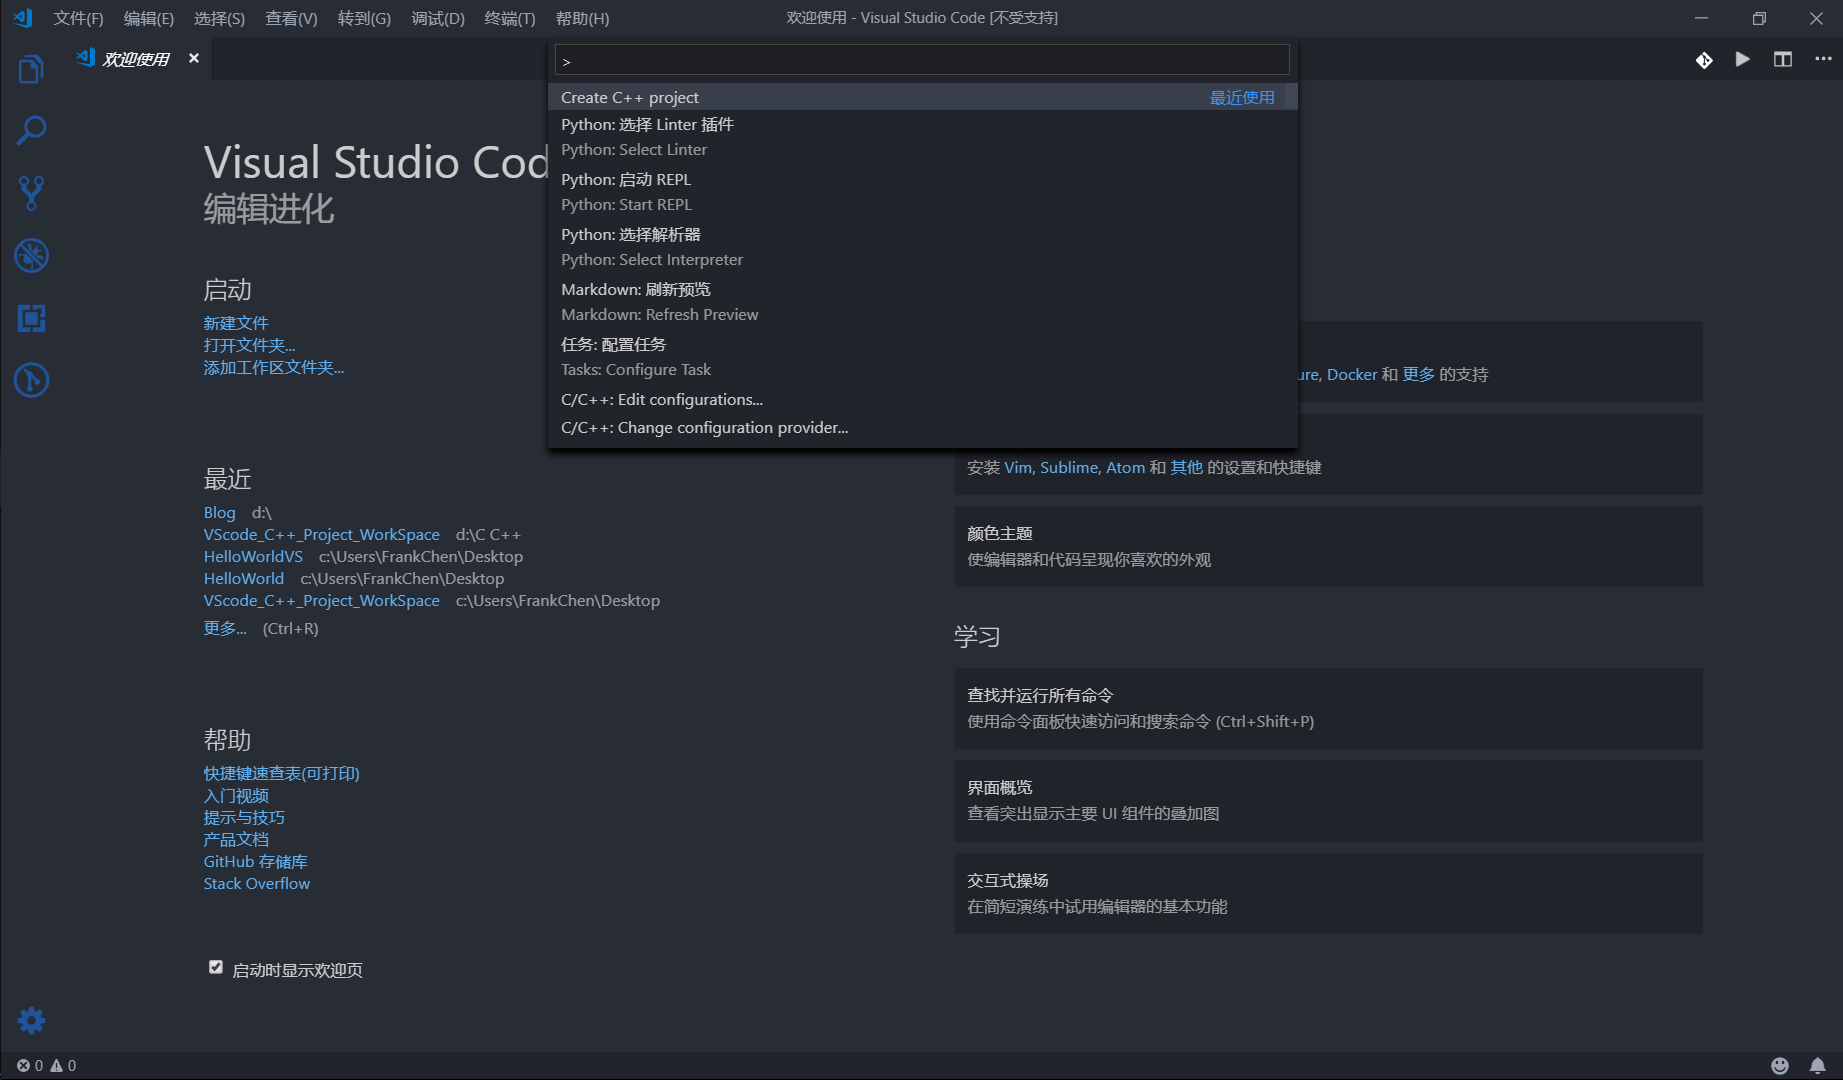 文件(F) 编辑(E) 选择(S) 查看(V) 转到(G) 调试(D) 终端(T) 帮助(H) 欢迎使用 - Visual Studio Code [不受支持]
欢迎使用
>
Create C++ project 最近使用
Python: 选择 Linter 插件
Python: Select Linter
Python: 启动 REPL
Python: Start REPL
Python: 选择解析器
Python: Select Interpreter
Markdown: 刷新预览
Markdown: Refresh Preview
任务: 配置任务
Tasks: Configure Task
C/C++: Edit configurations...
C/C++: Change configuration provider...
Visual Studio Cod
编辑进化
启动
新建文件
打开文件夹...
添加工作区文件夹...
最近
Blog d:\
VScode_C++_Project_WorkSpace d:\C C++
HelloWorldVS c:\Users\FrankChen\Desktop
HelloWorld c:\Users\FrankChen\Desktop
VScode_C++_Project_WorkSpace c:\Users\FrankChen\Desktop
更多... (Ctrl+R)
帮助
快捷键速查表(可打印)
入门视频
提示与技巧
产品文档
GitHub 存储库
Stack Overflow
启动时显示欢迎页
ure, Docker 和 更多 的支持
安装 Vim, Sublime, Atom 和 其他 的设置和快捷键
颜色主题
使编辑器和代码呈现你喜欢的外观
学习
查找并运行所有命令
使用命令面板快速访问和搜索命令 (Ctrl+Shift+P)
界面概览
查看突出显示主要 UI 组件的叠加图
交互式操场
在简短演练中试用编辑器的基本功能
0 0